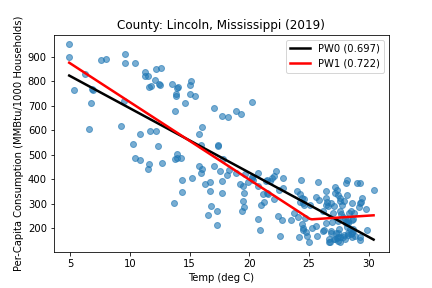 County: Lincoln, Mississippi (2019)
PW0 (0.697)
PW1 (0.722)
Per-Capita Consumption (MMBtu/1000 Households)
900
800
700
600
500
400
300
200
5 10 15 20 25 30
Temp (deg C)